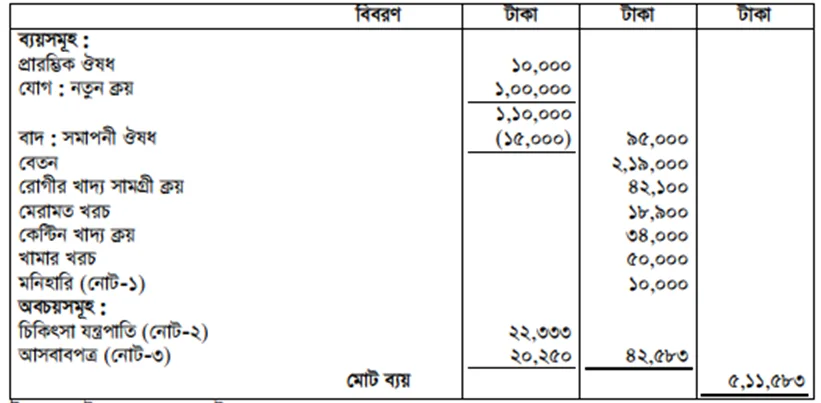 বিবরণ টাকা টাকা টাকা
ব্যয়সমূহ :
প্রারম্ভিক ঔষধ ১০,০০০
যোগ : নতুন ক্রয় ১,০০,০০০
১,১০,০০০
বাদ : সমাপনী ঔষধ (১৫,০০০) ৯৫,০০০
বেতন ২,১৯,০০০
রোগীর খাদ্য সামগ্রী ক্রয় ৪২,১০০
মেরামত খরচ ১৮,৯০০
কেন্টিন খাদ্য ক্রয় ৩৪,০০০
খামার খরচ ৫০,০০০
মনিহারি (নোট-১) ১০,০০০
অবচয়সমূহ :
চিকিৎসা যন্ত্রপাতি (নোট-২) ২২,৩৩৩
আসবাবপত্র (নোট-৩) ২০,২৫০ ৪২,৫৮৩
মোট ব্যয় ৫,১১,৫৮৩